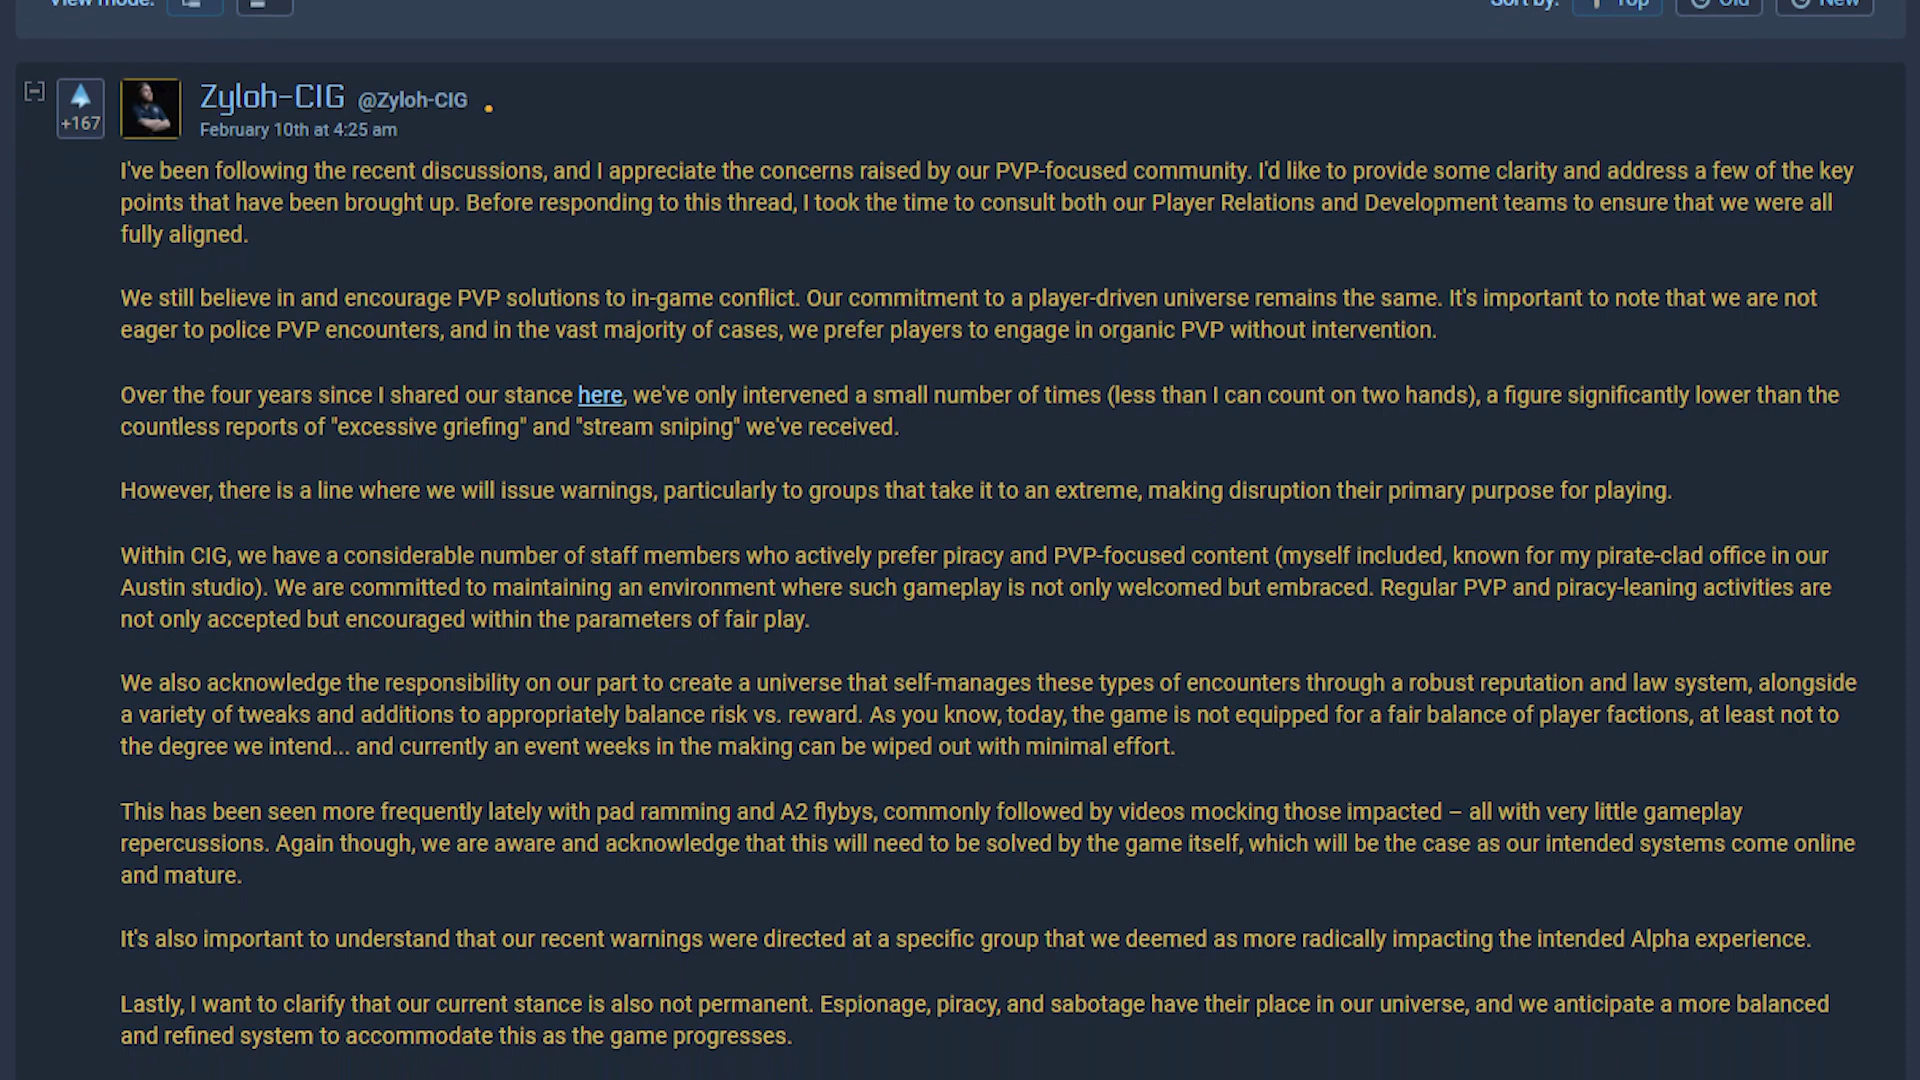 View mode:
Sort by: Top Old New
[-] +167 Zyloh-CIG @Zyloh-CIG
February 10th at 4:25 am
I've been following the recent discussions, and I appreciate the concerns raised by our PVP-focused community. I'd like to provide some clarity and address a few of the key
points that have been brought up. Before responding to this thread, I took the time to consult both our Player Relations and Development teams to ensure that we were all
fully aligned.
We still believe in and encourage PVP solutions to in-game conflict. Our commitment to a player-driven universe remains the same. It's important to note that we are not
eager to police PVP encounters, and in the vast majority of cases, we prefer players to engage in organic PVP without intervention.
Over the four years since I shared our stance here, we've only intervened a small number of times (less than I can count on two hands), a figure significantly lower than the
countless reports of "excessive griefing" and "stream sniping" we've received.
However, there is a line where we will issue warnings, particularly to groups that take it to an extreme, making disruption their primary purpose for playing.
Within CIG, we have a considerable number of staff members who actively prefer piracy and PVP-focused content (myself included, known for my pirate-clad office in our
Austin studio). We are committed to maintaining an environment where such gameplay is not only welcomed but embraced. Regular PVP and piracy-leaning activities are
not only accepted but encouraged within the parameters of fair play.
We also acknowledge the responsibility on our part to create a universe that self-manages these types of encounters through a robust reputation and law system, alongside
a variety of tweaks and additions to appropriately balance risk vs. reward. As you know, today, the game is not equipped for a fair balance of player factions, at least not to
the degree we intend... and currently an event weeks in the making can be wiped out with minimal effort.
This has been seen more frequently lately with pad ramming and A2 flybys, commonly followed by videos mocking those impacted – all with very little gameplay
repercussions. Again though, we are aware and acknowledge that this will need to be solved by the game itself, which will be the case as our intended systems come online
and mature.
It's also important to understand that our recent warnings were directed at a specific group that we deemed as more radically impacting the intended Alpha experience.
Lastly, I want to clarify that our current stance is also not permanent. Espionage, piracy, and sabotage have their place in our universe, and we anticipate a more balanced
and refined system to accommodate this as the game progresses.